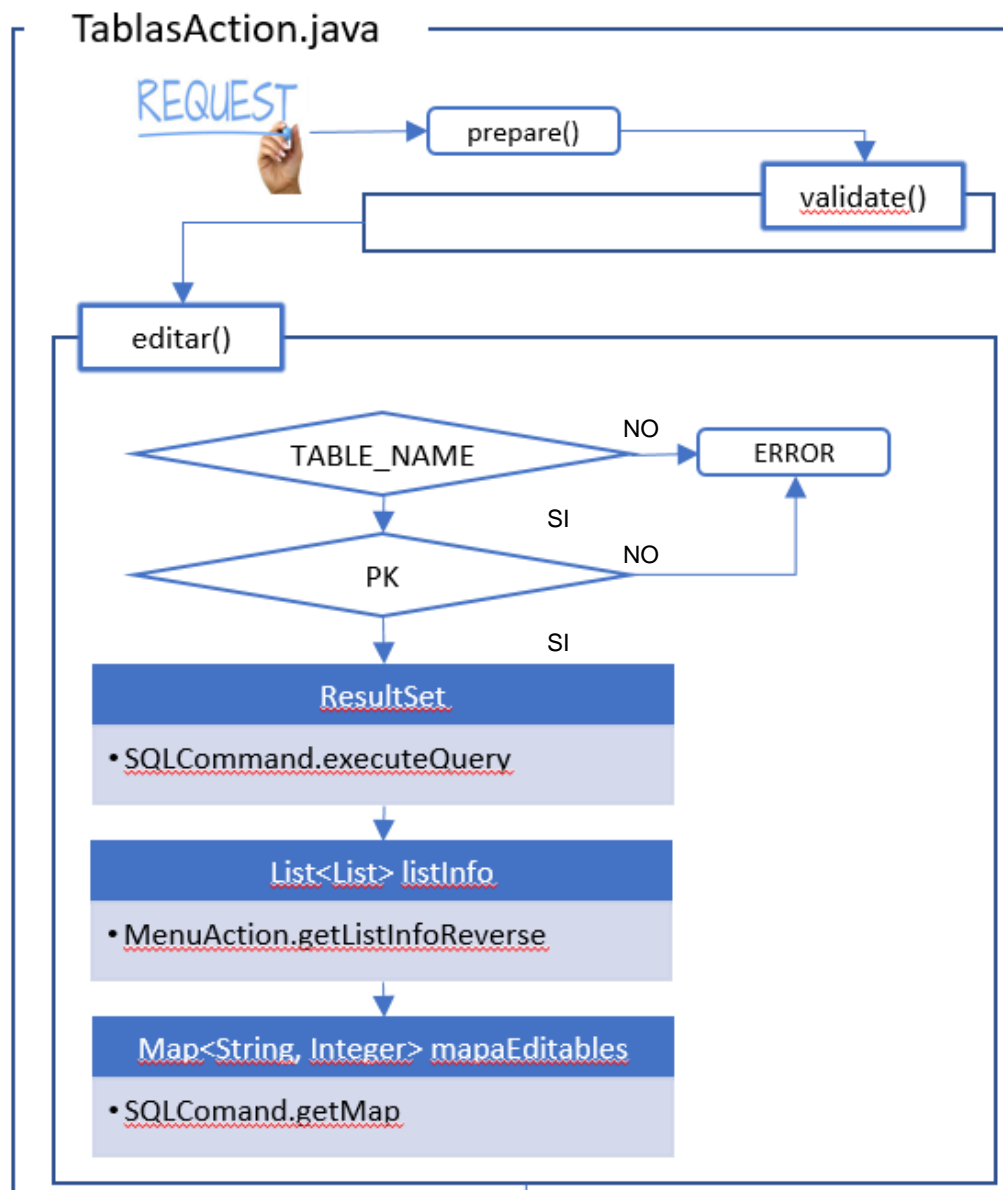 TablasAction.java
REQUEST
prepare()
validate()
editar()
TABLE_NAME
NO
ERROR
SI
NO
PK
SI
ResultSet
• SQLCommand.executeQuery
List<List> listInfo
• MenuAction.getListInfoReverse
Map<String, Integer> mapaEditables
• SQLComand.getMap